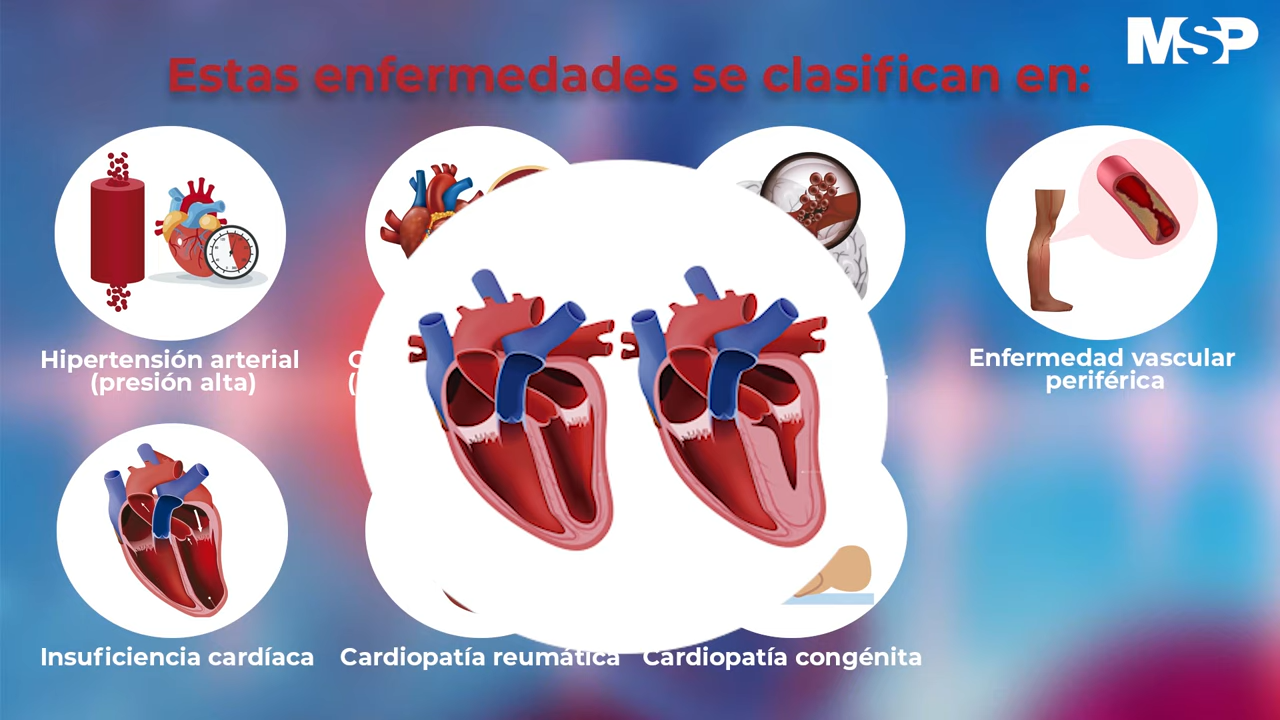 MSP
Estas enfermedades se clasifican en:
Hipertensión arterial
(presión alta)
Enfermedad vascular
periférica
Insuficiencia cardíaca
Cardiopatía reumática
Cardiopatía congénita